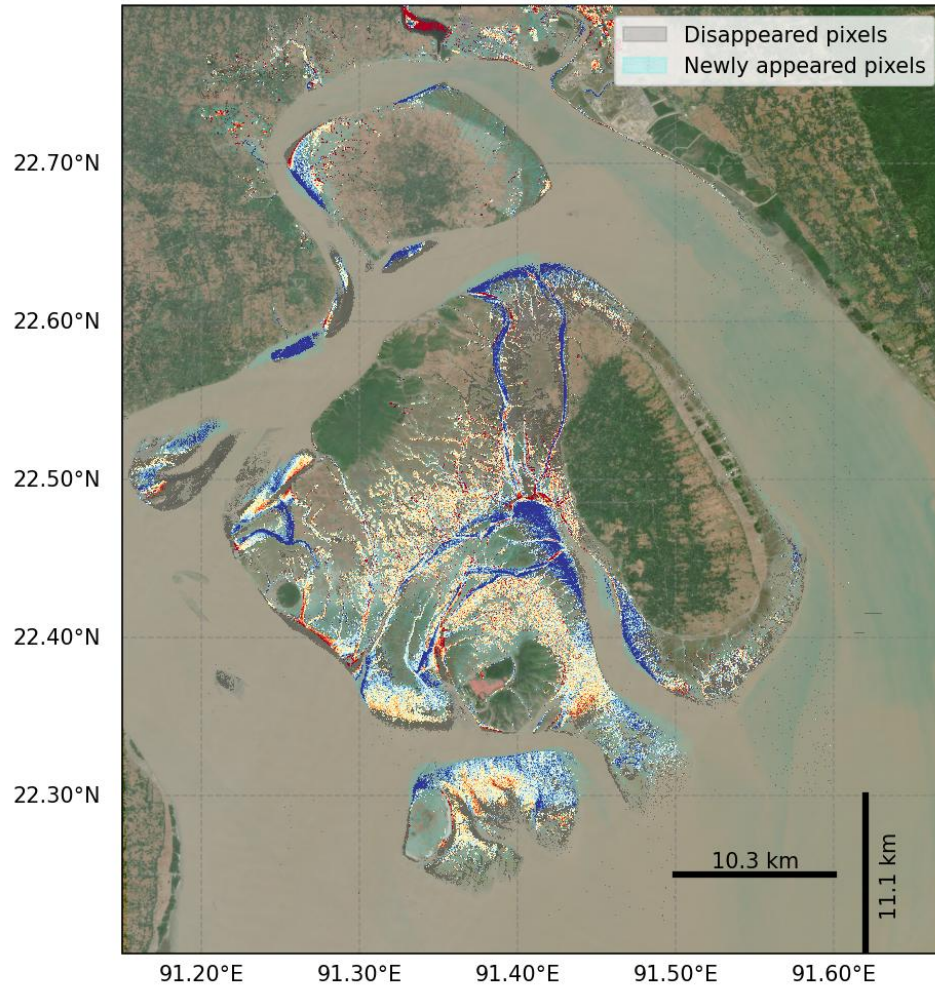 Disappeared pixels
Newly appeared pixels
22.70°N
22.60°N
22.50°N
22.40°N
22.30°N
10.3 km
11.1 km
91.20°E
91.30°E
91.40°E
91.50°E
91.60°E